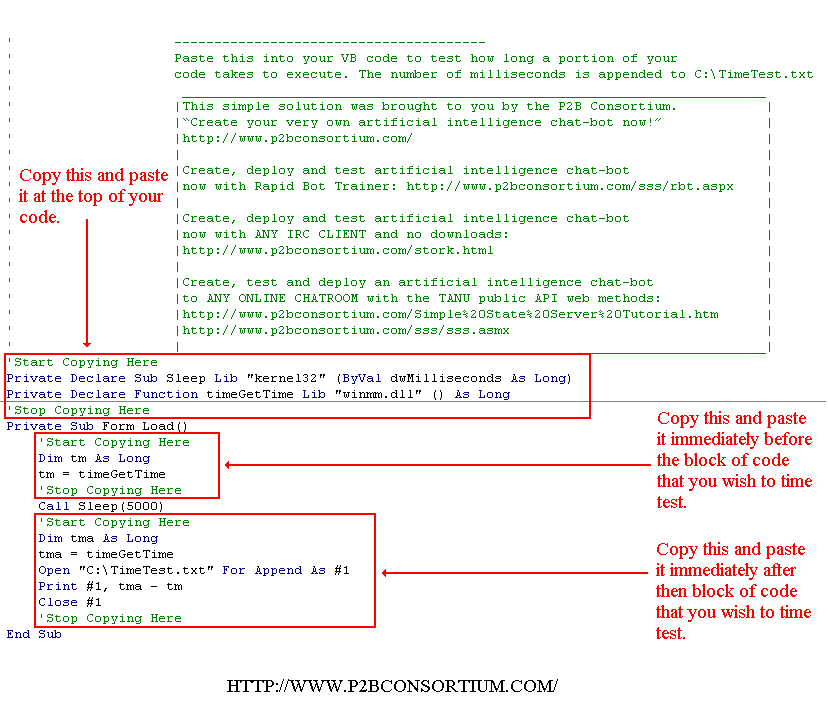 ' ---------------------------------------
' Paste this into your VB code to test how long a portion of your
' code takes to execute. The number of milliseconds is appended to C:\TimeTest.txt
' _________________________________________________________________________
' |This simple solution was brought to you by the P2B Consortium. |
' |“Create your very own artificial intelligence chat-bot now!” |
' |http://www.p2bconsortium.com/ |
' | |
' |Create, deploy and test artificial intelligence chat-bot |
' |now with Rapid Bot Trainer: http://www.p2bconsortium.com/sss/rbt.aspx |
' | |
' |Create, deploy and test artificial intelligence chat-bot |
' |now with ANY IRC CLIENT and no downloads: |
' |http://www.p2bconsortium.com/stork.html |
' | |
' |Create, test and deploy an artificial intelligence chat-bot |
' |to ANY ONLINE CHATROOM with the TANU public API web methods: |
' |http://www.p2bconsortium.com/Simple%20State%20Server%20Tutorial.htm |
' |http://www.p2bconsortium.com/sss/sss.asmx |
' |_________________________________________________________________________|
Copy this and paste
it at the top of your
code.
'Start Copying Here
Private Declare Sub Sleep Lib "kernel32" (ByVal dwMilliseconds As Long)
Private Declare Function timeGetTime Lib "winmm.dll" () As Long
'Stop Copying Here
Private Sub Form_Load()
'Start Copying Here
Dim tm As Long
tm = timeGetTime
'Stop Copying Here
Copy this and paste
it immediately before
the block of code
that you wish to time
test.
Call Sleep(5000)
'Start Copying Here
Dim tma As Long
tma = timeGetTime
Open "C:\TimeTest.txt" For Append As #1
Print #1, tma - tm
Close #1
'Stop Copying Here
Copy this and paste
it immediately after
then block of code
that you wish to time
test.
End Sub
HTTP://WWW.P2BCONSORTIUM.COM/